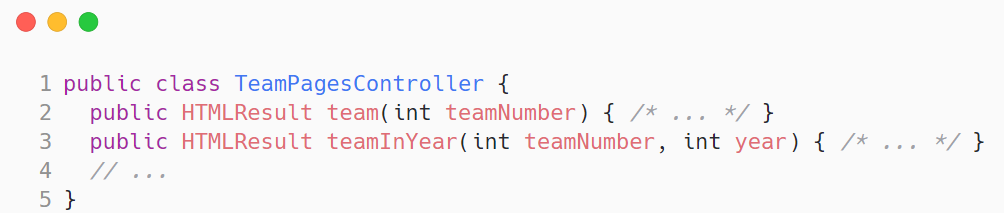 1 public class TeamPagesController {
2   public HTMLResult team(int teamNumber) { /* ... */ }
3   public HTMLResult teamInYear(int teamNumber, int year) { /* ... */ }
4   // ...
5 }